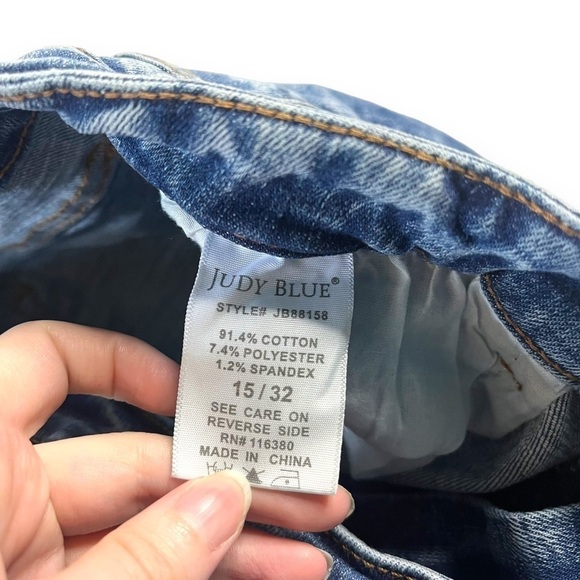 JUDY BLUE®
STYLE# JB88158
91.4% COTTON
7.4% POLYESTER
1.2% SPANDEX
15 / 32
SEE CARE ON
REVERSE SIDE
RN# 116380
MADE IN CHINA